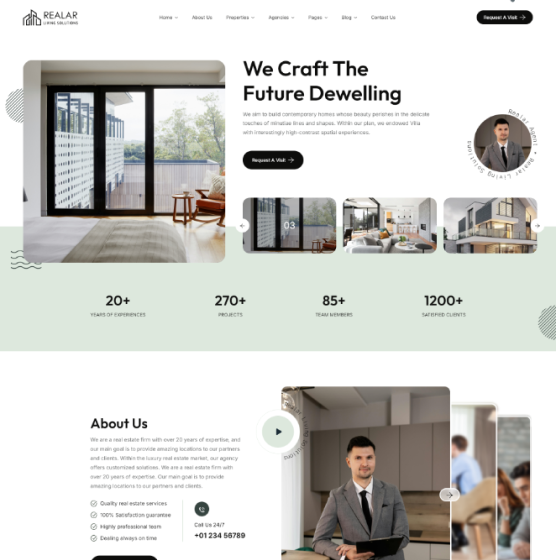 REALAR
LIVING SOLUTIONS
Home
About Us
Properties
Agencies
Pages
Blog
Contact Us
Request A Visit
We Craft The
Future Dewelling
We aim to build contemporary homes whose beauty perishes in the delicate
touches of initialise lines and shapes. Within our plan, we endowed Villa
with interestingly high-contrast spatial experiences.
Request A Visit
Realar Living Solution • Realar Agent •
03
20+
YEARS OF EXPERIENCES
270+
PROJECTS
85+
TEAM MEMBERS
1200+
SATISFIED CLIENTS
About Us
We are a real estate firm with over 20 years of expertise, and
our main goal is to provide amazing locations to our partners
and clients. Within the luxury real estate market, our agency
offers customized solutions. We are a real estate firm with
over 20 years of expertise. Our main goal is to provide
amazing locations to our partners and clients.
Quality real estate services
100% Satisfaction guarantee
Highly professional team
Dealing always on time
Call Us 24/7
+01 234 56789